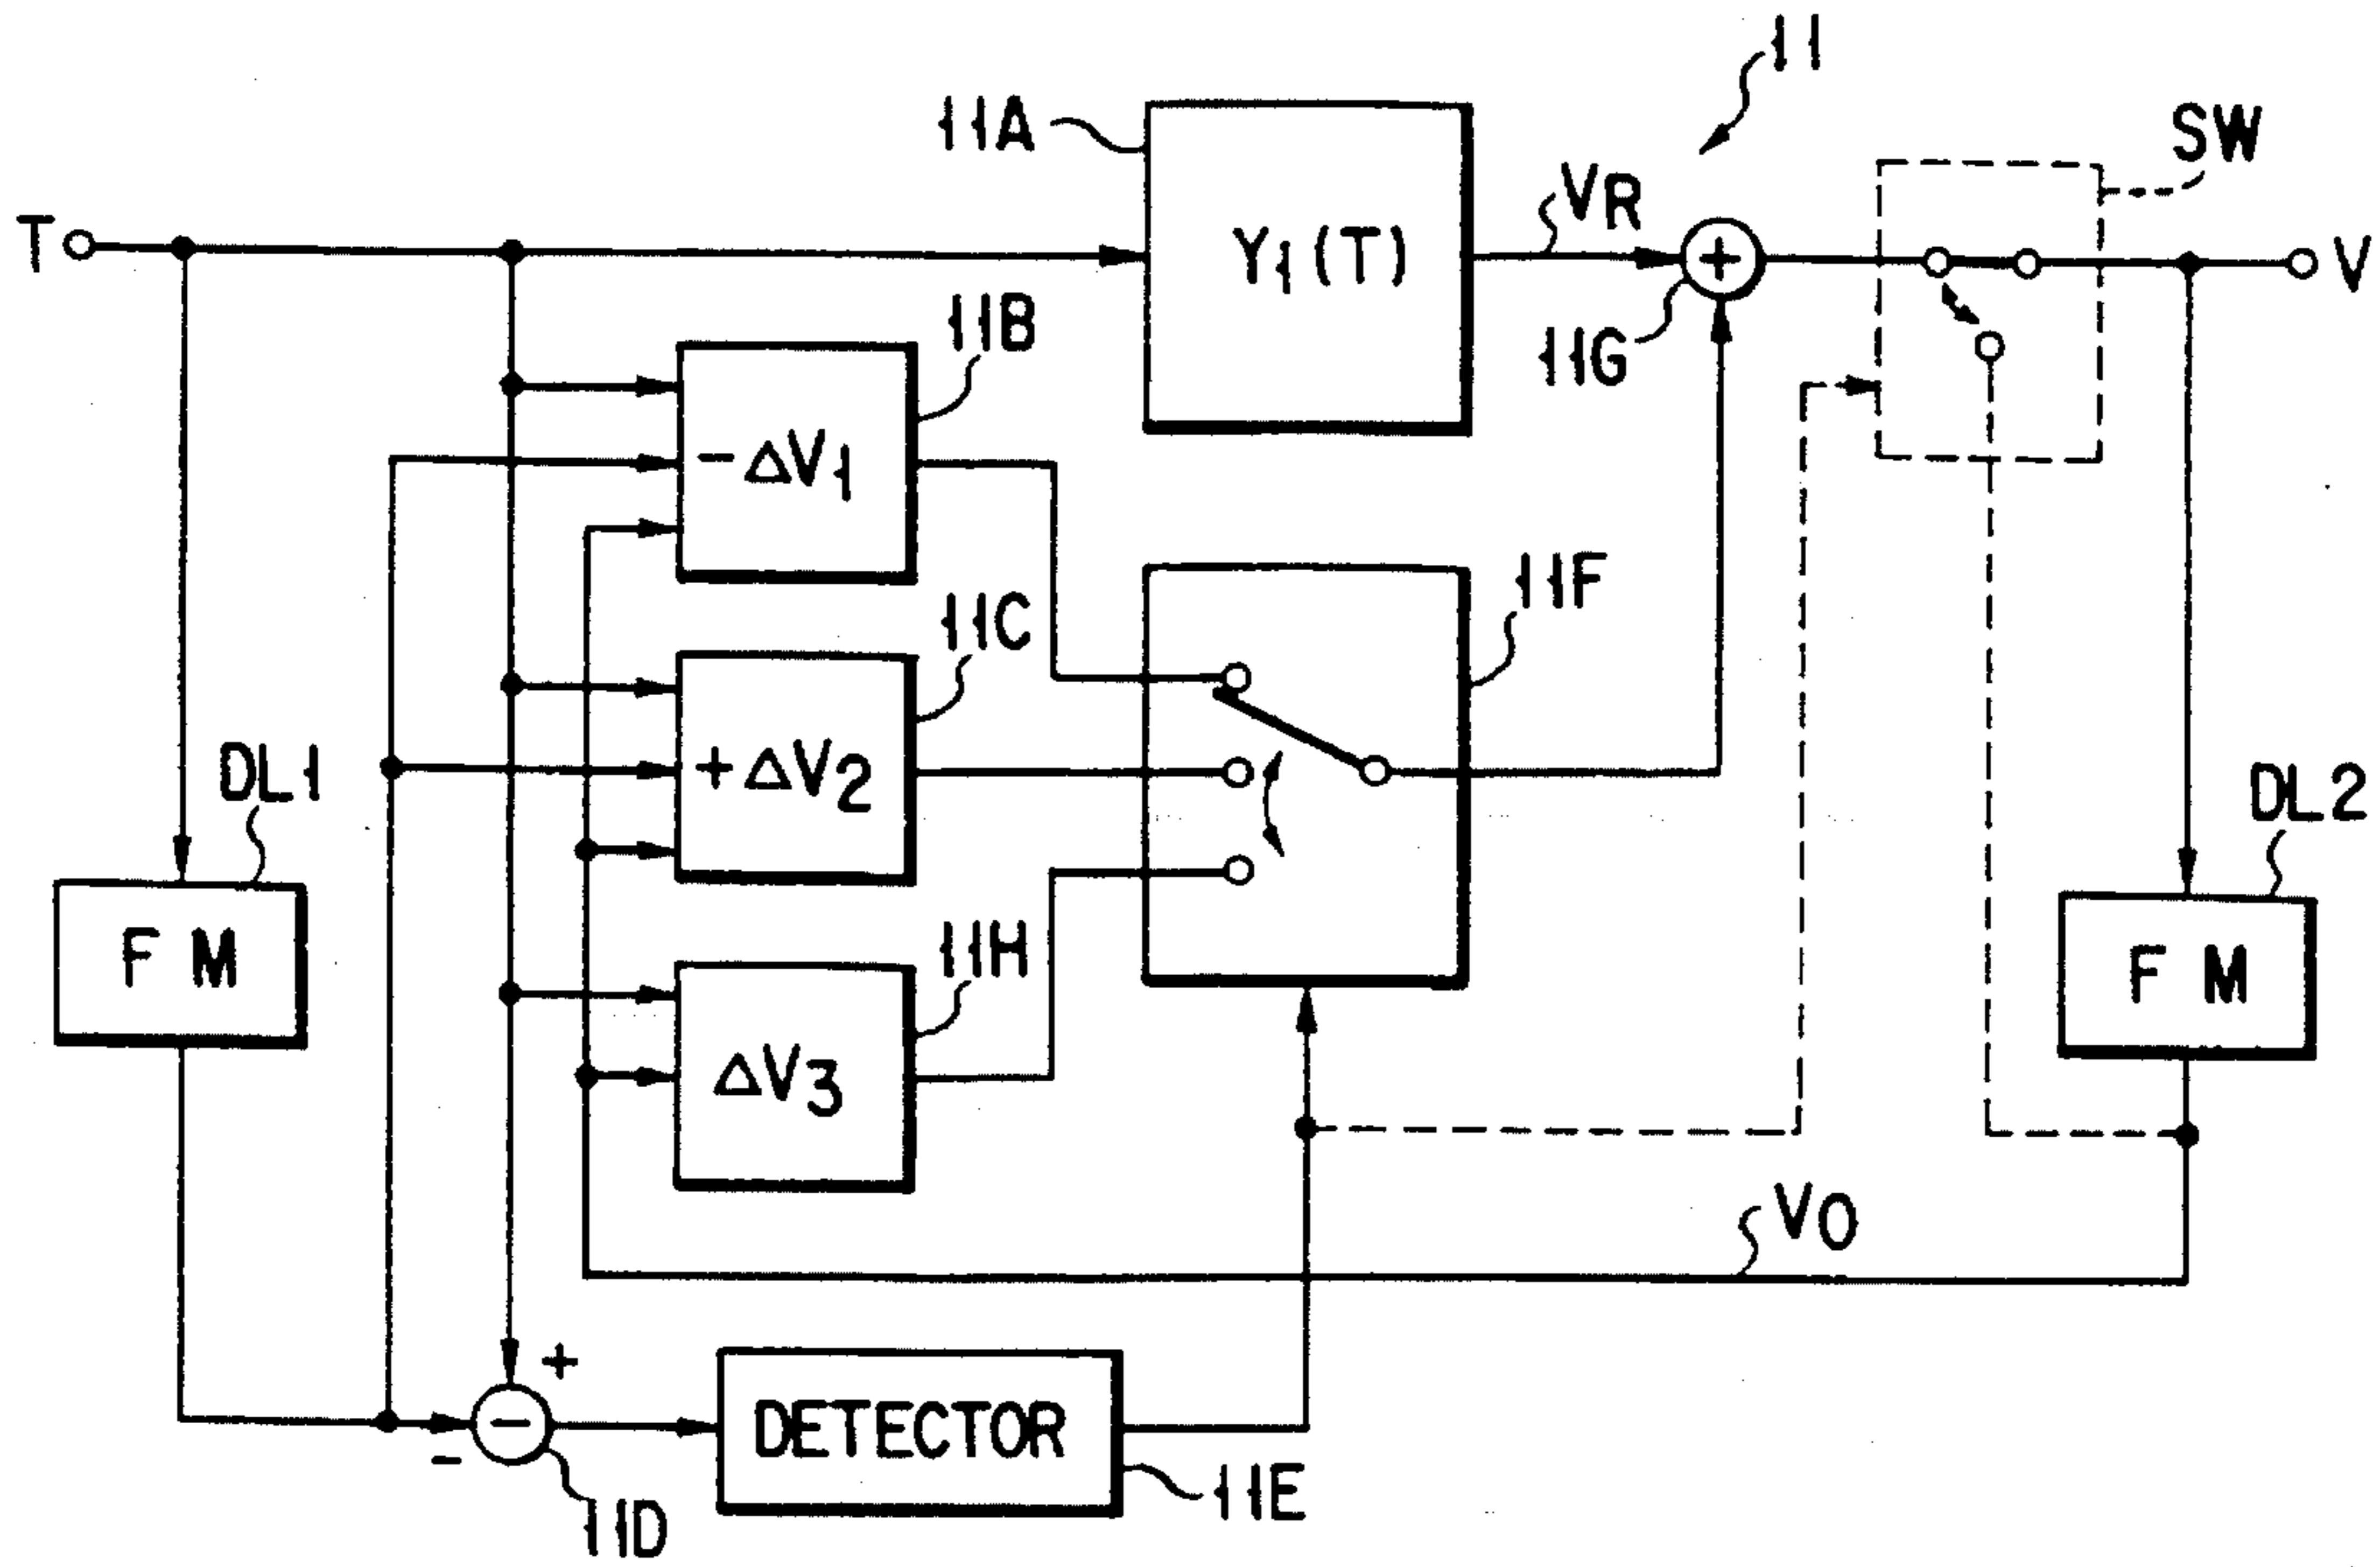 11
11A
SW
T
Y1(T)
VR
+
V
11B
11G
-ΔV1
11F
11C
+ΔV2
DL1
DL2
FM
11H
FM
ΔV3
VO
+
-
-
DETECTOR
11E
11D